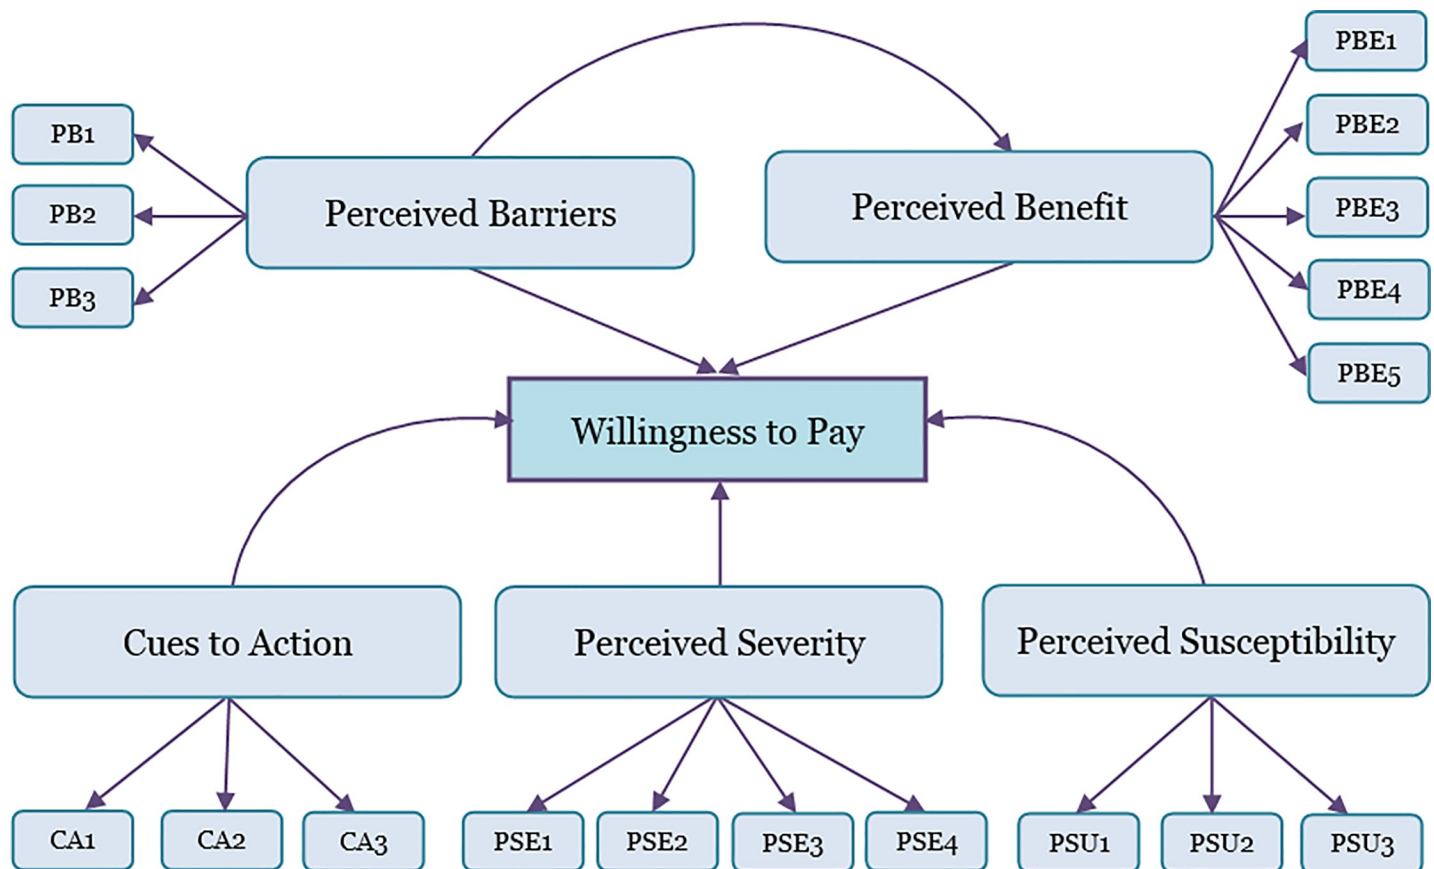 PBE1
PB1
PBE2
Perceived Barriers
Perceived Benefit
PB2
PBE3
PB3
PBE4
PBE5
Willingness to Pay
Cues to Action
Perceived Severity
Perceived Susceptibility
CA1
CA2
CA3
PSE1
PSE2
PSE3
PSE4
PSU1
PSU2
PSU3